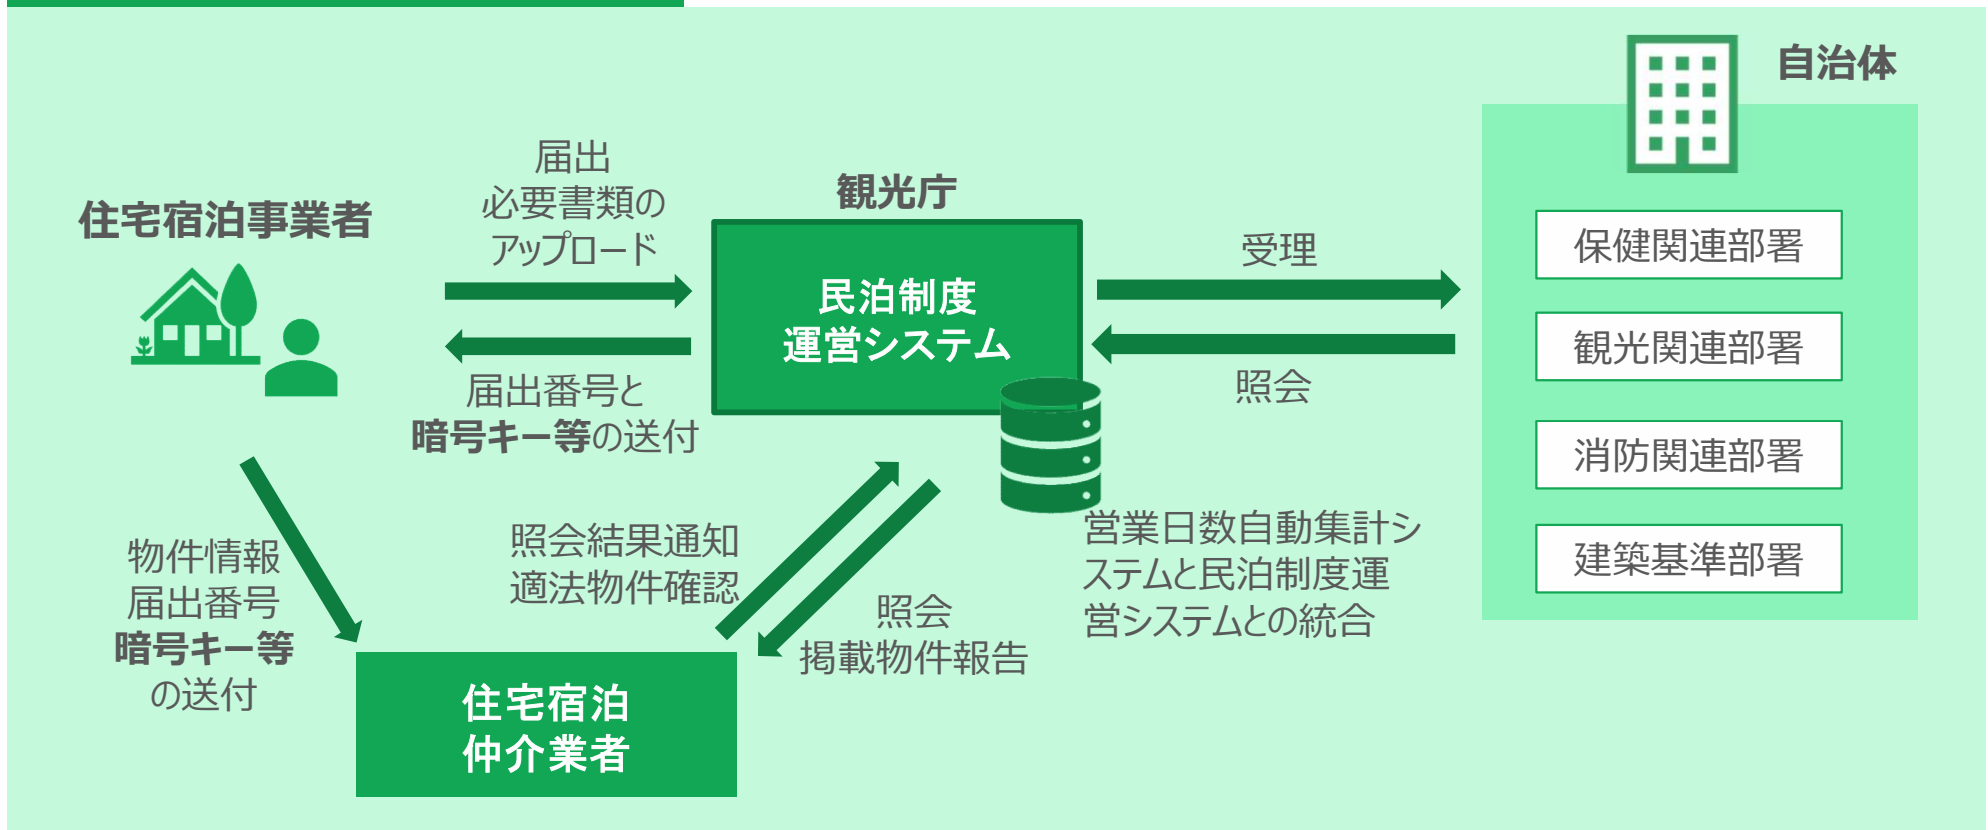 自治体
住宅宿泊事業者
届出
必要書類の
アップロード
観光庁
民泊制度
運営システム
受理
照会
保健関連部署
観光関連部署
消防関連部署
建築基準部署
届出番号と
暗号キー等の送付
物件情報
届出番号
暗号キー等
の送付
照会結果通知
適法物件確認
照会
掲載物件報告
営業日数自動集計シ
ステムと民泊制度運
営システムとの統合
住宅宿泊
仲介業者